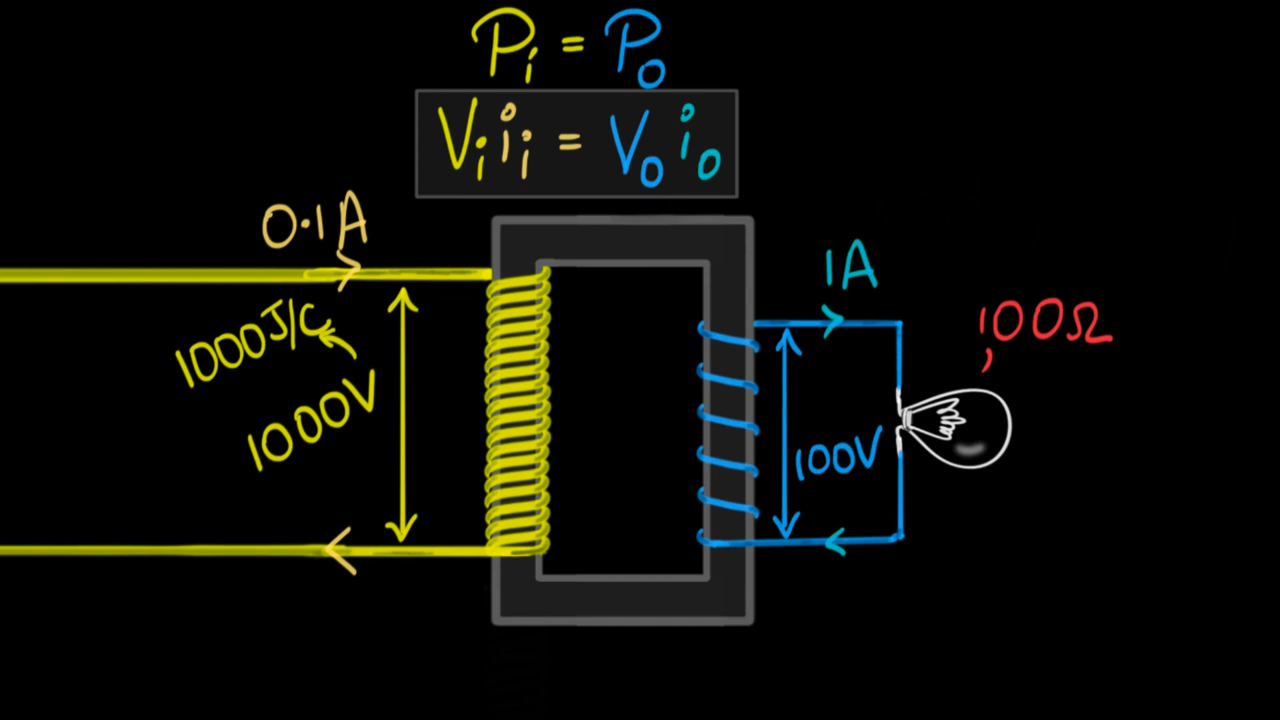 Pi = Po
Vi ii = Vo io
0.1A
1000J/C
1000V
1A
100V
100Ω